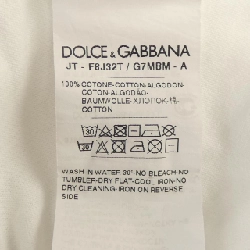 DOLCE & GABBANA
JT - F8J32T / G7MBM - A
100% COTONE-COTTON-ALGODON-
COTON-ALGODÃO-
BAUMWOLLE-ХЛОПОК-棉-
COTTON
WASH IN WATER 30°-NO BLEACH-NO
TUMBLER-DRY FLAT-COOL IRON-NO
DRY CLEANING-IRON ON REVERSE
SIDE